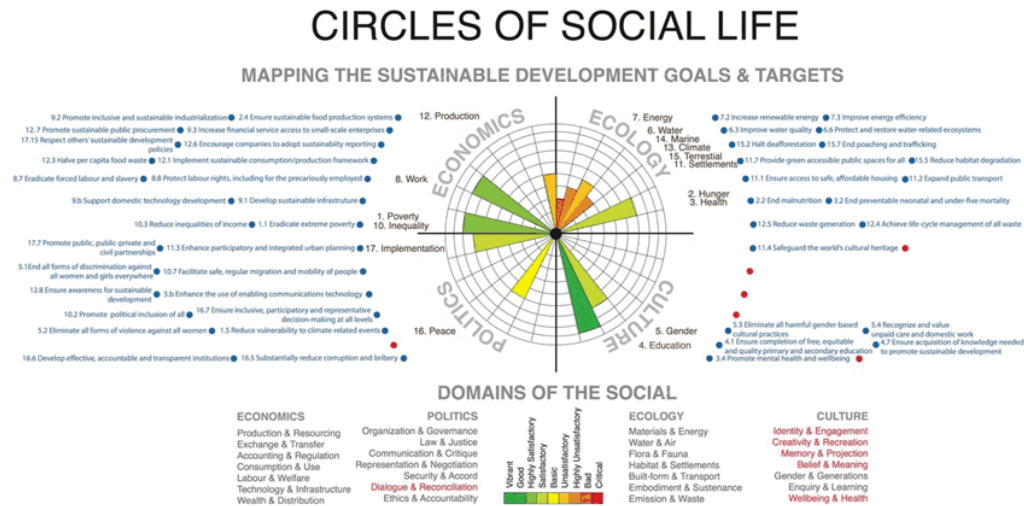 CIRCLES OF SOCIAL LIFE
MAPPING THE SUSTAINABLE DEVELOPMENT GOALS & TARGETS
9.2 Promote inclusive and sustainable industrialization
2.4 Ensure sustainable food production systems
12. 7 Promote sustainable public procurement
9.3 Increase financial service access to small-scale enterprises
17.15 Respect others' sustainable development
policies
12.6 Encourage companies to adopt sustainability reporting
12.3 Halve per capita food waste
12.1 Implement sustainable consumption/production framework
8.7 Eradicate forced labour and slavery
8.8 Protect labour rights, including for the precariously employed
9.b Support domestic technology development
9.1 Develop sustainable infrastruture
10.3 Reduce inequalities of income
1.1 Eradicate extreme poverty
17.7 Promote public, public-private and
civil partnerships
11.3 Enhance participatory and integrated urban planning
5.1End all forms of discrimination against
all women and girls everywhere
10.7 Facilitate safe, regular migration and mobility of people
12.8 Ensure awareness for sustainable
development
5.b Enhance the use of enabling communications technology
10.2 Promote political inclusion of all
16.7 Ensure inclusive, participatory and representative
decision-making at all levels
5.2 Eliminate all forms of violence against all women
1.5 Reduce vulnerability to climate-related events
16.6 Develop effective, accountable and transparent institutions
16.5 Substantially reduce corruption and bribery
12. Production
8. Work
1. Poverty
10. Inequality
17. Implementation
16. Peace
ECONOMICS
ECOLOGY
POLITICS
CULTURE
7. Energy
6. Water
14. Marine
13. Climate
15. Terrestial
11. Settlements
2. Hunger
3. Health
5. Gender
4. Education
7.2 Increase renewable energy
7.3 Improve energy efficiency
6.3 Improve water quality
6.6 Protect and restore water-related ecosystems
15.2 Halt deafforestation
15.7 End poaching and trafficking
11.7 Provide green accessible public spaces for all
15.5 Reduce habitat degradation
11.1 Ensure access to safe, affordable housing
11.2 Expand public transport
2.2 End malnutrition
3.2 End preventable neonatal and under-five mortality
12.5 Reduce waste generation
12.4 Achieve life-cycle management of all waste
11.4 Safeguard the world's cultural heritage
5.3 Eliminate all harmful gender-based
cultural practices
5.4 Recognize and value
unpaid care and domestic work
4.1 Ensure completion of free, equitable
and quality primary and secondary education
4.7 Ensure acquisition of knowledge needed
to promote sustainable development
3.4 Promote mental health and wellbeing
DOMAINS OF THE SOCIAL
ECONOMICS
Production & Resourcing
Exchange & Transfer
Accounting & Regulation
Consumption & Use
Labour & Welfare
Technology & Infrastructure
Wealth & Distribution
POLITICS
Organization & Governance
Law & Justice
Communication & Critique
Representation & Negotiation
Security & Accord
Dialogue & Reconciliation
Ethics & Accountability
Vibrant
Good
Highly Satisfactory
Satisfactory
Basic
Unsatisfactory
Highly Unsatisfactory
Bad
Critical
ECOLOGY
Materials & Energy
Water & Air
Flora & Fauna
Habitat & Settlements
Built-form & Transport
Embodiment & Sustenance
Emission & Waste
CULTURE
Identity & Engagement
Creativity & Recreation
Memory & Projection
Belief & Meaning
Gender & Generations
Enquiry & Learning
Wellbeing & Health